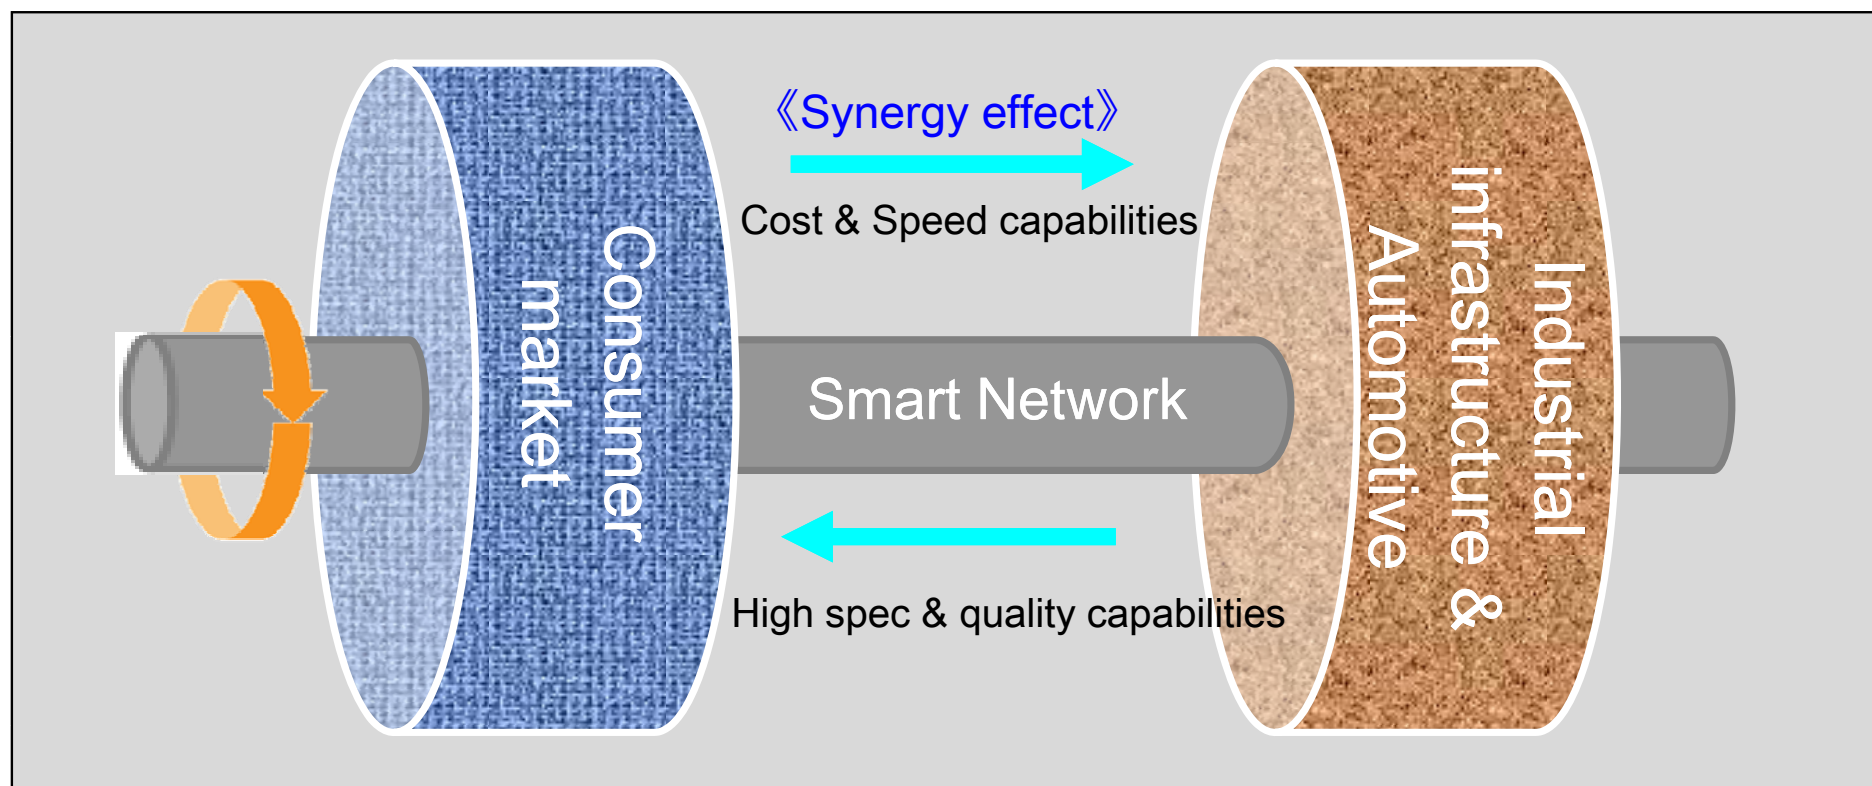 《Synergy effect》
Cost & Speed capabilities
Consumer
market
Smart Network
Industrial
infrastructure &
Automotive
High spec & quality capabilities